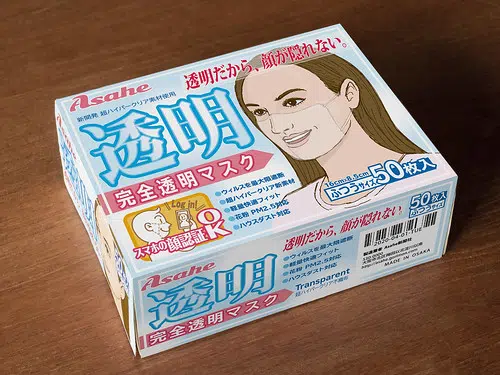 Asahe
透明だから、顔が隠れない。
新開発 超ハイパークリア素材使用
透明
完全透明マスク
●ウィルスを最大限遮断
●超ハイパークリア新素材
●軽量快適フィット
●花粉 PM2.5対応
●ハウスダスト対応
16cm×8.5cm
ふつうサイズ 50枚入
Log in!
スマホの顔認証OK
Asahe
透明
完全透明マスク
透明だから、顔が隠れない。
●ウィルスを最大限遮断
●超ハイパークリア新素材
●軽量快適フィット
●花粉 PM2.5対応
●ハウスダスト対応
Transparent
50枚入
ふつうサイズ
MADE IN OSAKA